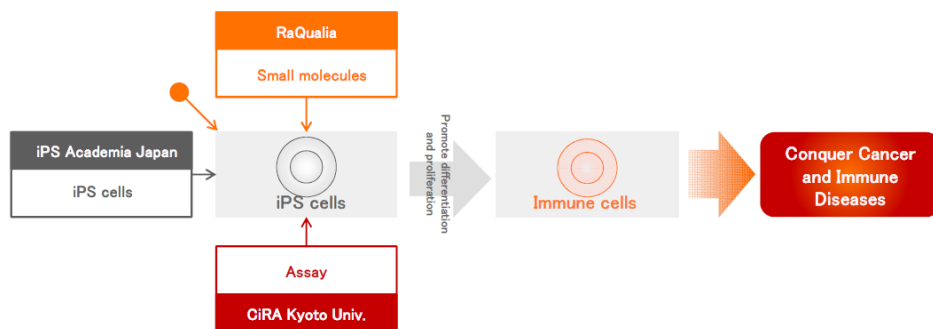 RaQualia
Small molecules
iPS Academia Japan
iPS cells
iPS cells
Promote differentiation
and proliferation
Immune cells
Conquer Cancer
and Immune
Diseases
Assay
CiRA Kyoto Univ.